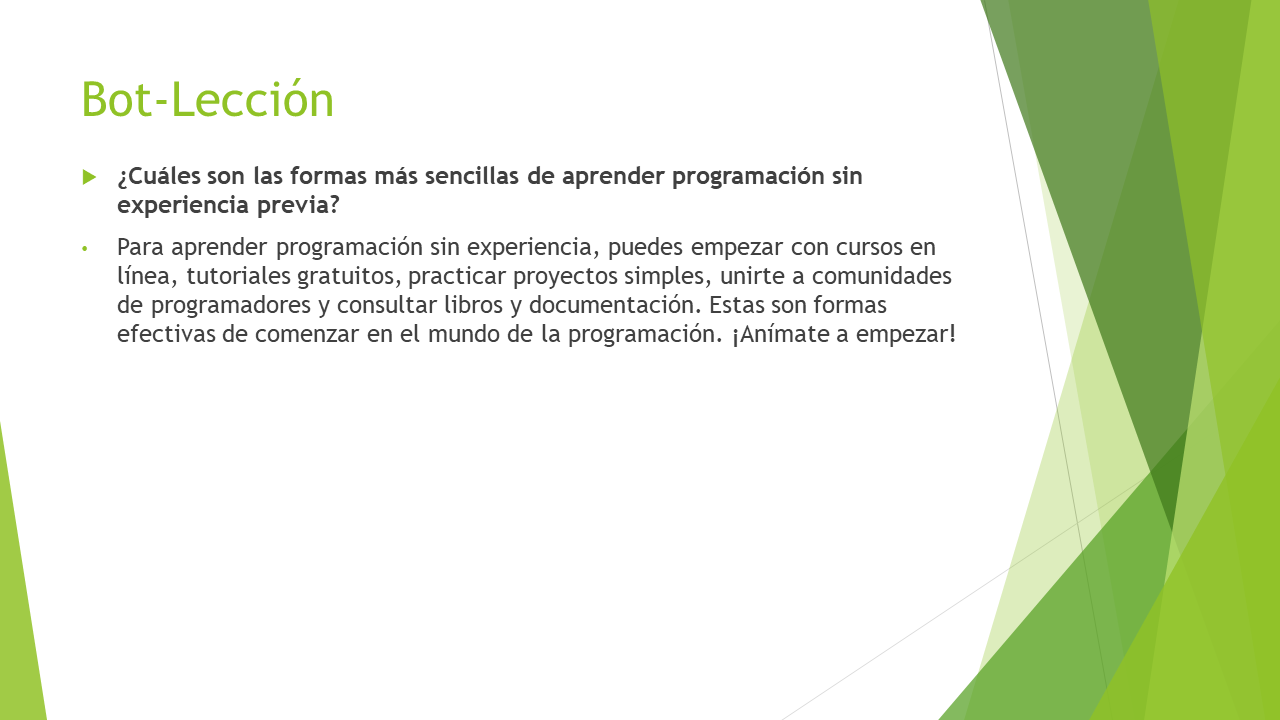 Bot-Lección
¿Cuáles son las formas más sencillas de aprender programación sin
experiencia previa?
Para aprender programación sin experiencia, puedes empezar con cursos en
línea, tutoriales gratuitos, practicar proyectos simples, unirte a comunidades
de programadores y consultar libros y documentación. Estas son formas
efectivas de comenzar en el mundo de la programación. ¡Anímate a empezar!